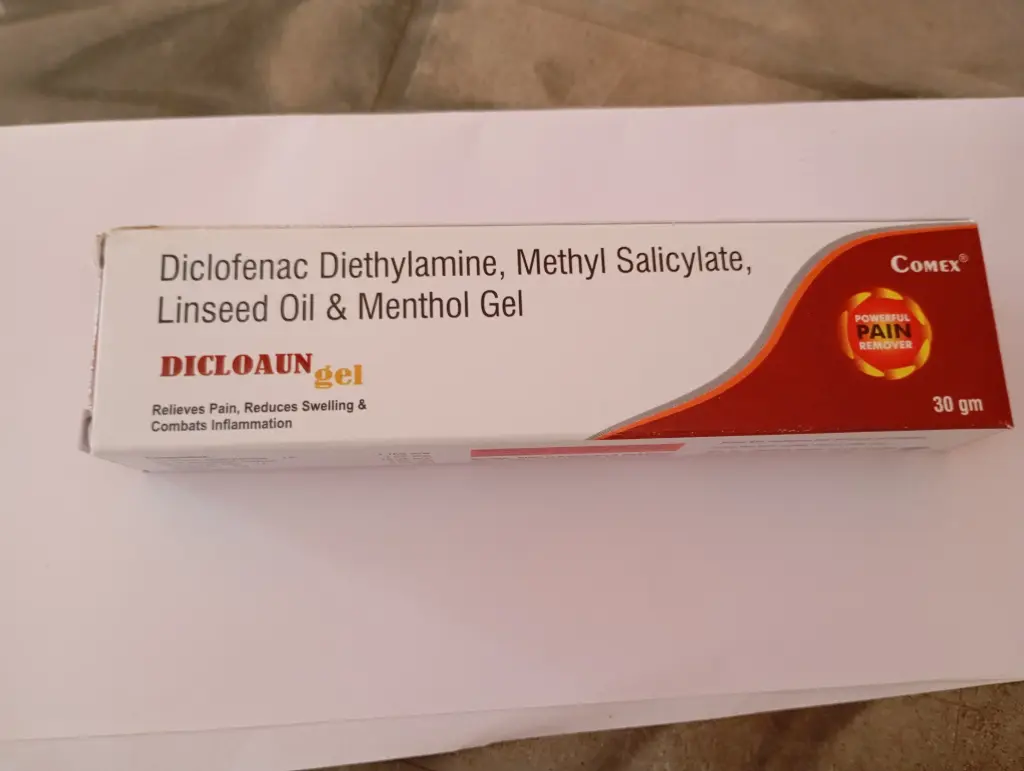 Diclofenac Diethylamine, Methyl Salicylate,
Linseed Oil & Menthol Gel
DICLOAUN gel
Relieves Pain, Reduces Swelling &
Combats Inflammation
COMEX®
POWERFUL
PAIN
REMOVER
30 gm